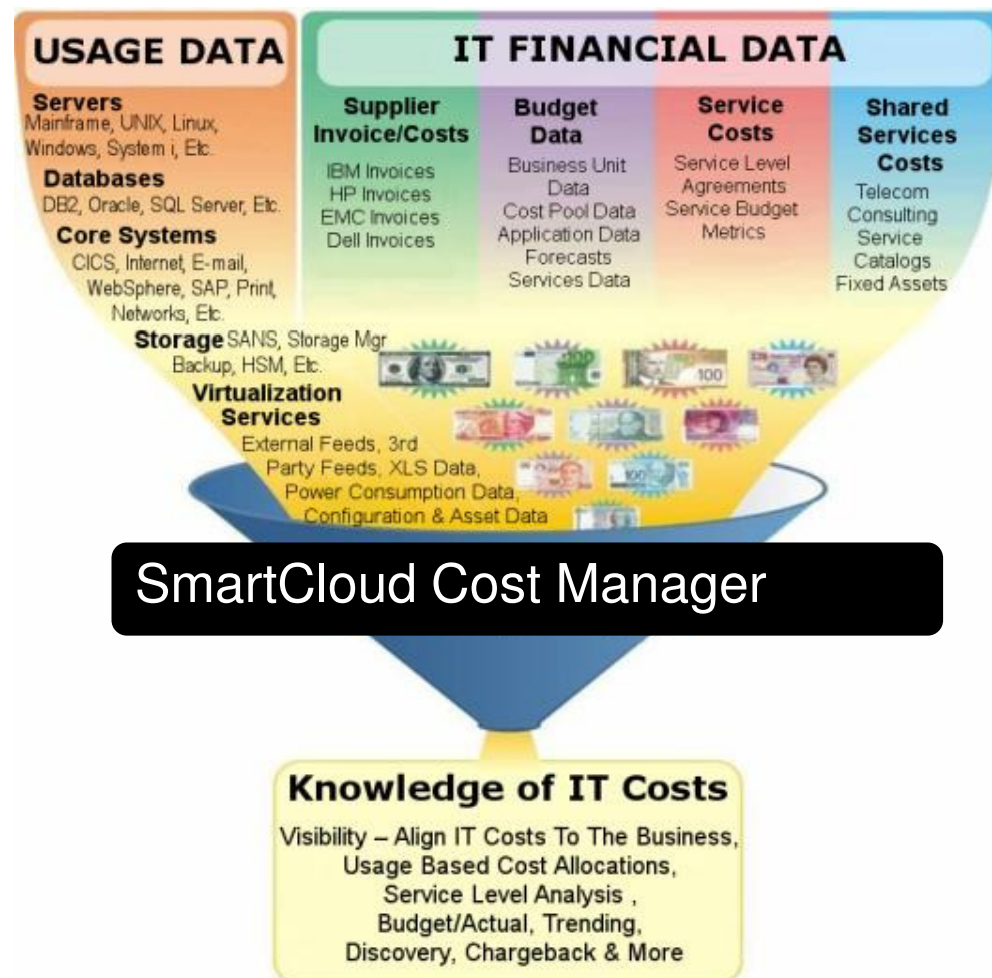 USAGE DATA
Servers
Mainframe, UNIX, Linux,
Windows, System i, Etc.
Databases
DB2, Oracle, SQL Server, Etc.
Core Systems
CICS, Internet, E-mail,
WebSphere, SAP, Print,
Networks, Etc.
Storage SANS, Storage Mgr
Backup, HSM, Etc.
Virtualization
Services
External Feeds, 3rd
Party Feeds, XLS Data,
Power Consumption Data,
Configuration & Asset Data
IT FINANCIAL DATA
Supplier
Invoice/Costs
IBM Invoices
HP Invoices
EMC Invoices
Dell Invoices
Budget
Data
Business Unit
Data
Cost Pool Data
Application Data
Forecasts
Services Data
Service
Costs
Service Level
Agreements
Service Budget
Metrics
Shared
Services
Costs
Telecom
Consulting
Service
Catalogs
Fixed Assets
100
100
100
SmartCloud Cost Manager
Knowledge of IT Costs
Visibility – Align IT Costs To The Business,
Usage Based Cost Allocations,
Service Level Analysis ,
Budget/Actual, Trending,
Discovery, Chargeback & More